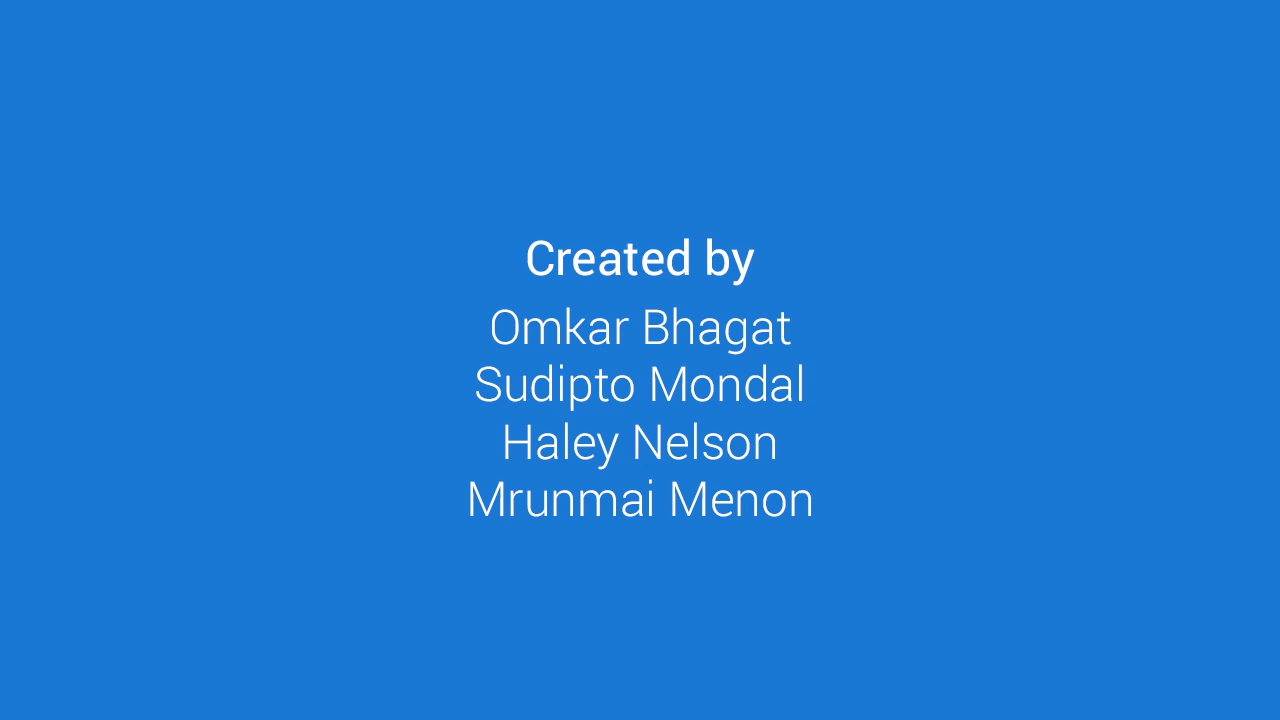 Created by
Omkar Bhagat
Sudipto Mondal
Haley Nelson
Mrunmai Menon